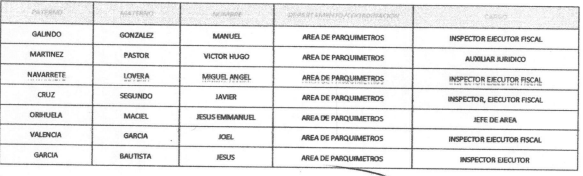 PATERNO MATERNO NOMBRE DEPARTAMENTO/COORDINACION CARGO
GALINDO GONZALEZ MANUEL AREA DE PARQUIMETROS INSPECTOR EJECUTOR FISCAL
MARTINEZ PASTOR VICTOR HUGO AREA DE PARQUIMETROS AUXILIAR JURIDICO
NAVARRETE LOVERA MIGUEL ANGEL AREA DE PARQUIMETROS INSPECTOR EJECUTOR FISCAL
CRUZ SEGUNDO JAVIER AREA DE PARQUIMETROS INSPECTOR, EJECUTOR FISCAL
ORIHUELA MACIEL JESUS EMMANUEL AREA DE PARQUIMETROS JEFE DE AREA
VALENCIA GARCIA JOEL AREA DE PARQUIMETROS INSPECTOR EJECUTOR FISCAL
GARCIA BAUTISTA JESUS AREA DE PARQUIMETROS INSPECTOR EJECUTOR